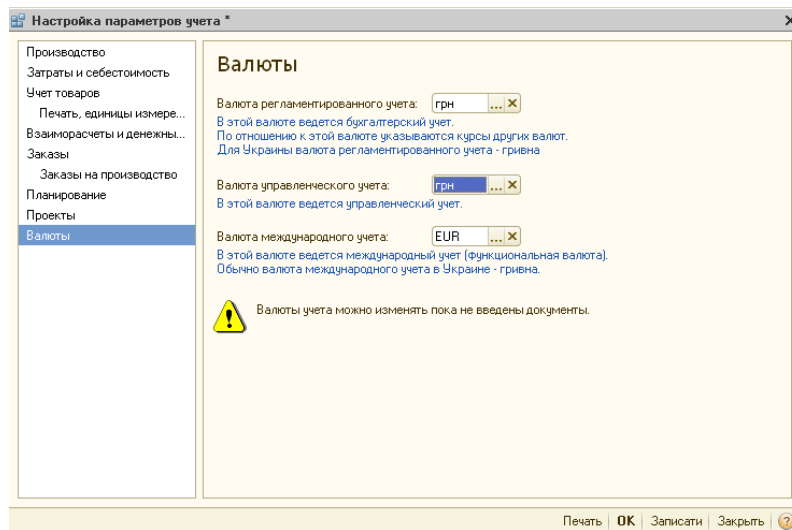 Настройка параметров учета *
Производство
Затраты и себестоимость
Учет товаров
Печать, единицы измере...
Взаиморасчеты и денежны...
Заказы
Заказы на производство
Планирование
Проекты
Валюты
Валюты
Валюта регламентированного учета: грн ... ×
В этой валюте ведется бухгалтерский учет.
По отношению к этой валюте указываются курсы других валют.
Для Украины валюта регламентированного учета - гривна
Валюта управленческого учета: грн ... ×
В этой валюте ведется управленческий учет.
Валюта международного учета: EUR ... ×
В этой валюте ведется международный учет (функциональная валюта).
Обычно валюта международного учета в Украине - гривна.
Валюты учета можно изменять пока не введены документы.
Печать OK Записати Закрыть ?